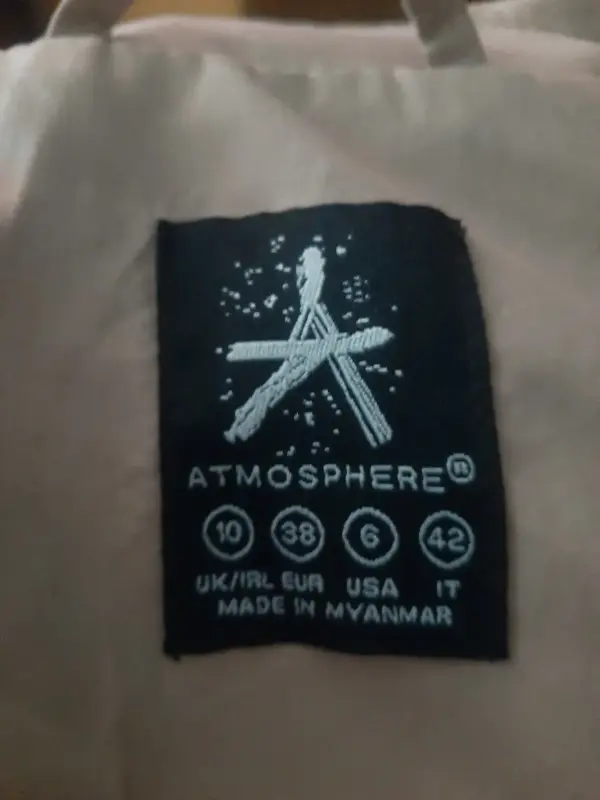 ATMOSPHERE®
10 38 6 42
UK/IRL EUR USA IT
MADE IN MYANMAR